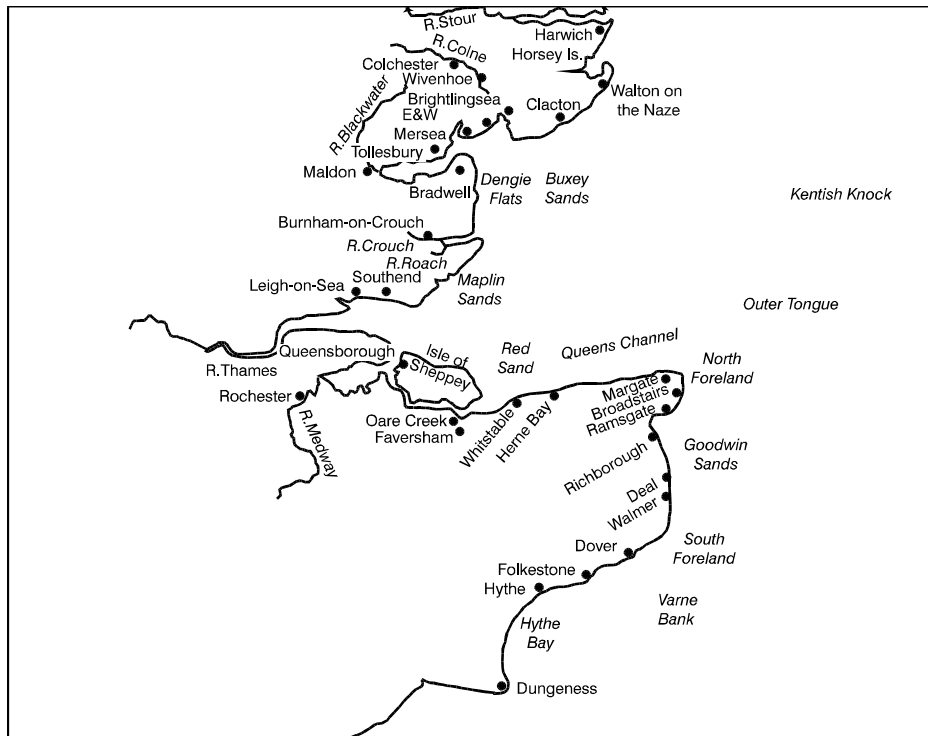 R.Stour
Harwich
R.Colne
Horsey Is.
Colchester
Wivenhoe
Walton on
the Naze
R.Blackwater
Brightlingsea
Clacton
E&W
Mersea
Tollesbury
Maldon
Bradwell
Dengie
Flats
Buxey
Sands
Kentish Knock
Burnham-on-Crouch
R.Crouch
R.Roach
Leigh-on-Sea
Southend
Maplin
Sands
Outer Tongue
R.Thames
Queensborough
Isle of
Sheppey
Red
Sand
Queens Channel
North
Foreland
Rochester
R.Medway
Oare Creek
Faversham
Whitstable
Herne Bay
Margate
Broadstairs
Ramsgate
Richborough
Goodwin
Sands
Deal
Walmer
Dover
South
Foreland
Folkestone
Hythe
Varne
Bank
Hythe
Bay
Dungeness